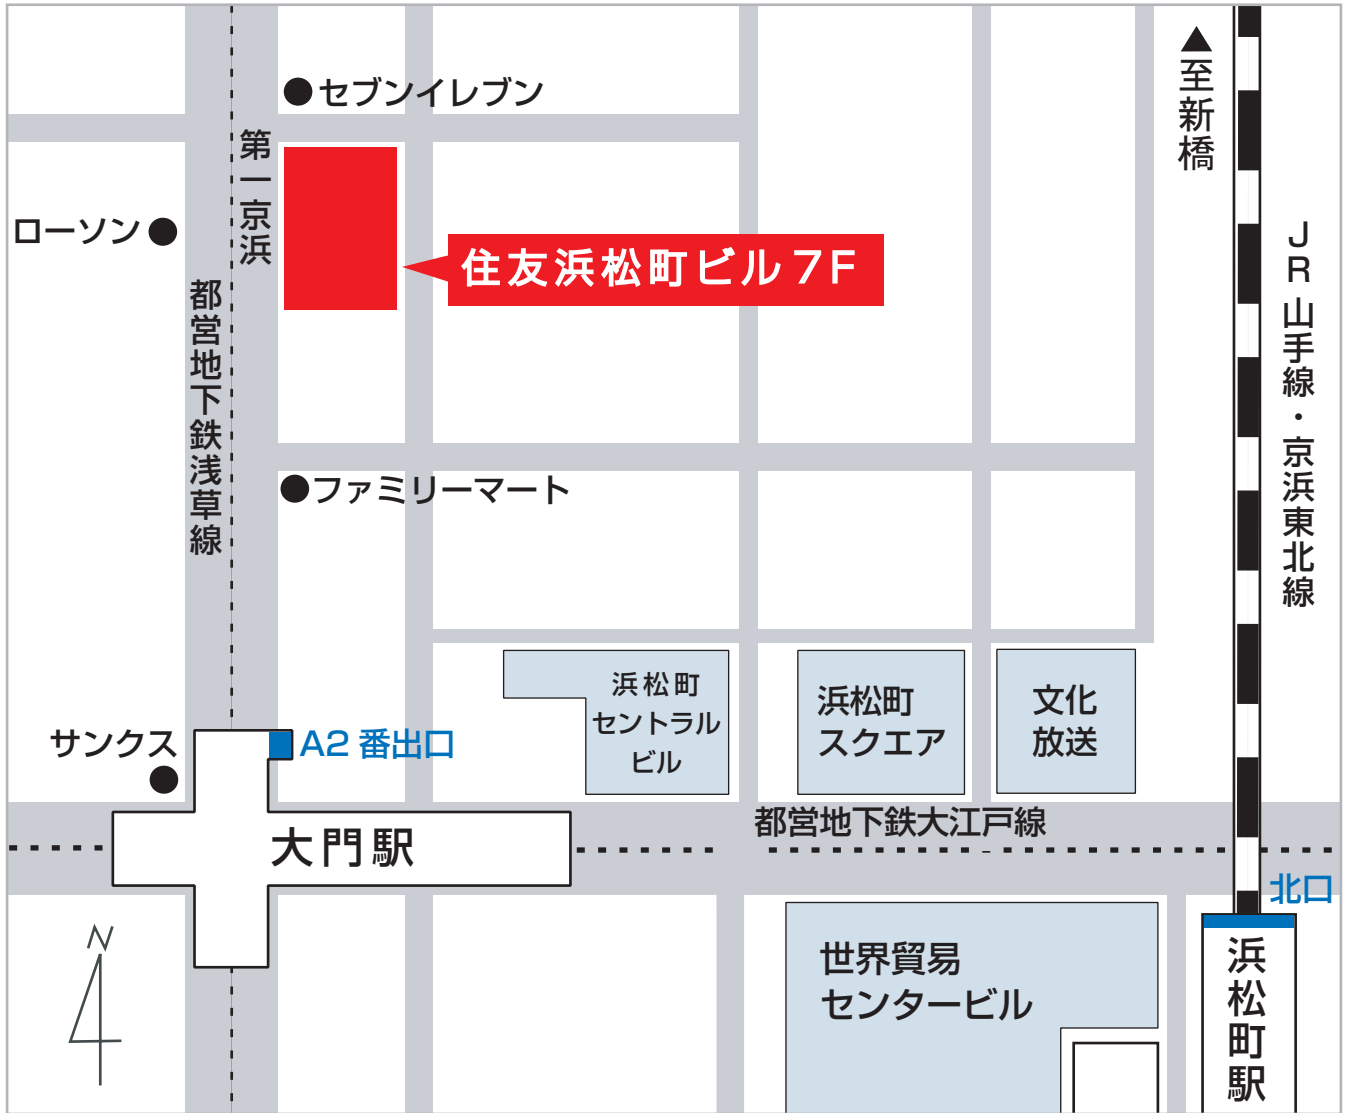 ▲至新橋
●セブンイレブン
第一京浜
ローソン●
住友浜松町ビル7F
JR山手線・京浜東北線
都営地下鉄浅草線
●ファミリーマート
浜松町
セントラル
ビル
浜松町
スクエア
文化
放送
サンクス
A2番出口
都営地下鉄大江戸線
大門駅
北口
N
世界貿易
センタービル
浜松町駅